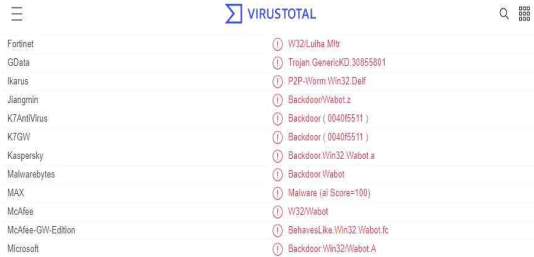 VIRUSTOTAL
Fortinet W32/Luiha.M!tr
GData Trojan.GenericKD.30855801
Ikarus P2P-Worm.Win32.Delf
Jiangmin Backdoor/Wabot.z
K7AntiVirus Backdoor ( 0040f5511 )
K7GW Backdoor ( 0040f5511 )
Kaspersky Backdoor.Win32.Wabot.a
Malwarebytes Backdoor.Wabot
MAX Malware (ai Score=100)
McAfee W32/Wabot
McAfee-GW-Edition BehavesLike.Win32.Wabot.fc
Microsoft Backdoor:Win32/Wabot.A